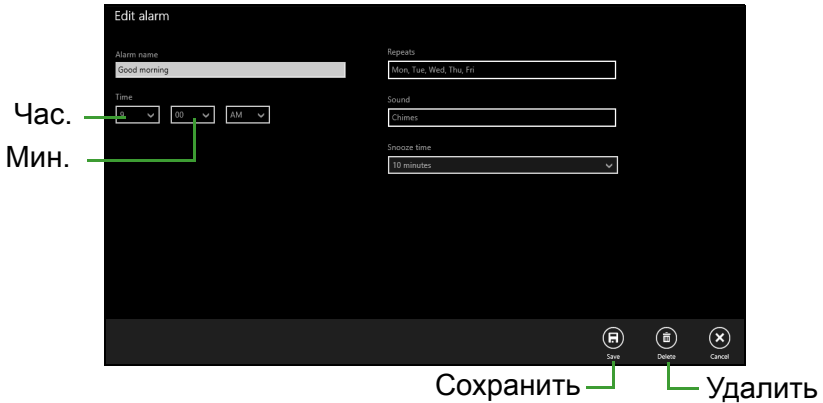 Edit alarm
Alarm name
Good morning
Time
9 00 AM
Repeats
Mon, Tue, Wed, Thu, Fri
Sound
Chimes
Snooze time
10 minutes
Час.
Мин.
Save Delete Cancel
Сохранить Удалить